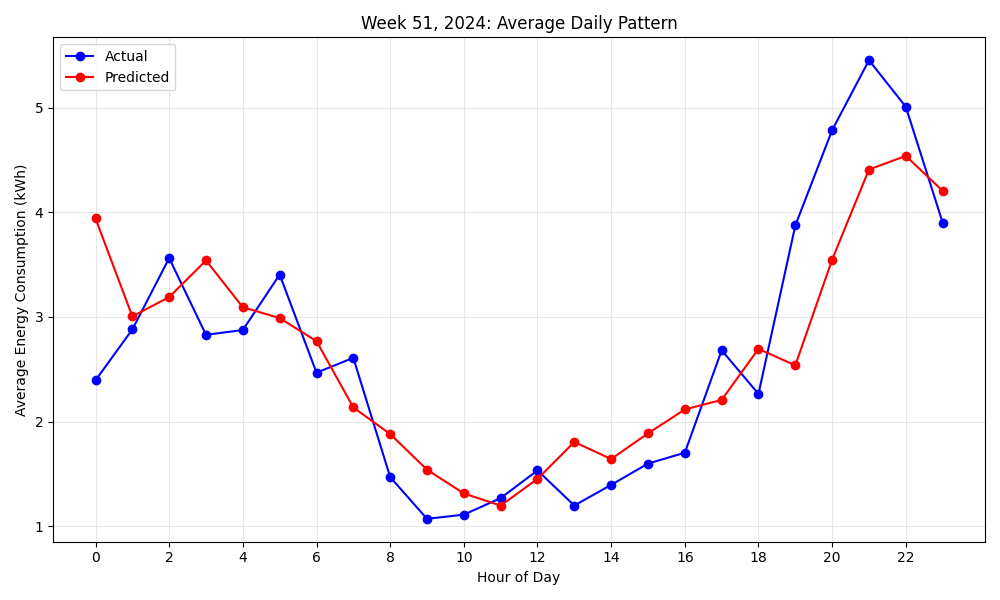 Week 51, 2024: Average Daily Pattern
Actual
Predicted
Average Energy Consumption (kWh)
5
4
3
2
1
0 2 4 6 8 10 12 14 16 18 20 22
Hour of Day